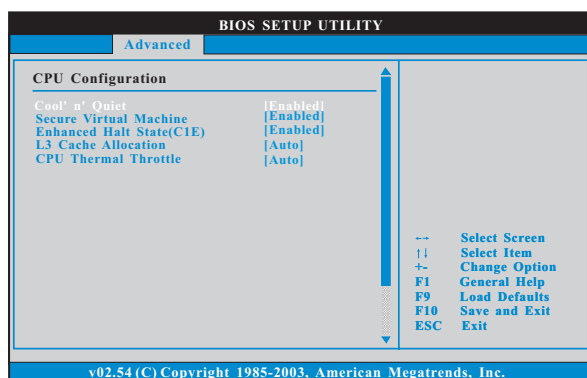 BIOS SETUP UTILITY
Advanced
CPU Configuration
Cool' n' Quiet [Enabled]
Secure Virtual Machine [Enabled]
Enhanced Halt State(C1E) [Enabled]
L3 Cache Allocation [Auto]
CPU Thermal Throttle [Auto]
←→ Select Screen
↑↓ Select Item
+- Change Option
F1 General Help
F9 Load Defaults
F10 Save and Exit
ESC Exit
v02.54 (C) Copyright 1985-2003, American Megatrends, Inc.